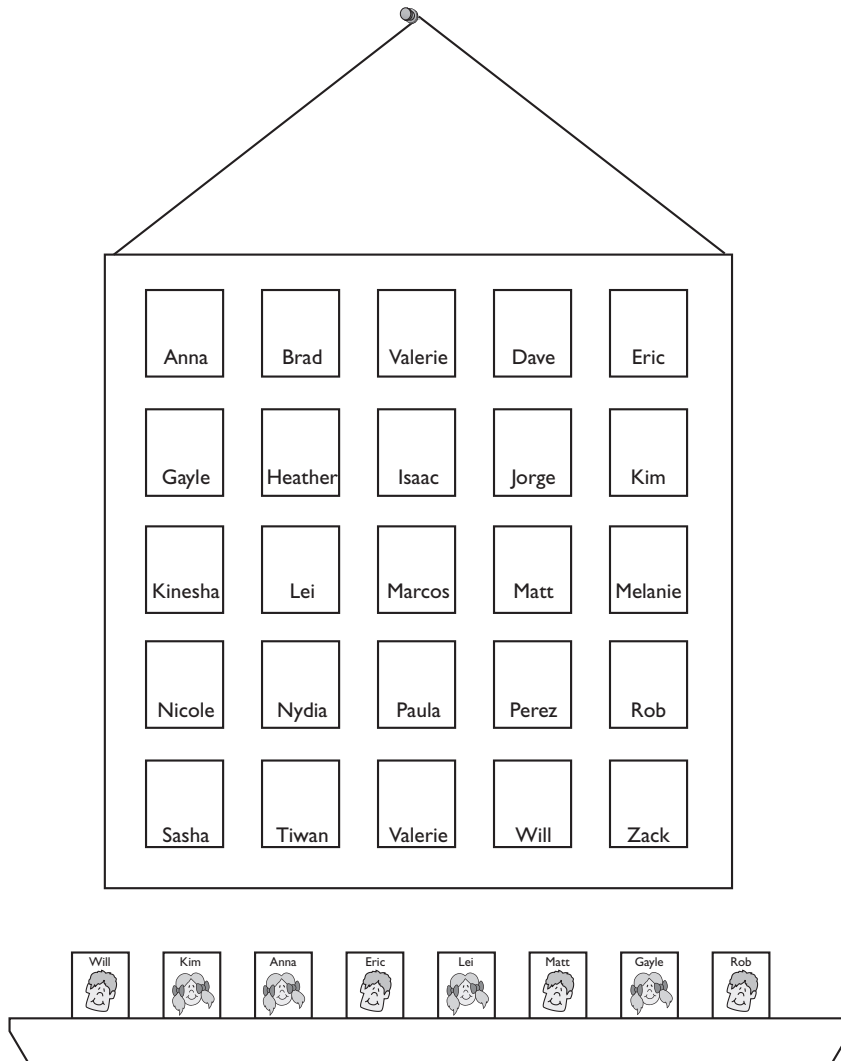 Anna Brad Valerie Dave Eric
Gayle Heather Isaac Jorge Kim
Kinesha Lei Marcos Matt Melanie
Nicole Nydia Paula Perez Rob
Sasha Tiwan Valerie Will Zack
Will Kim Anna Eric Lei Matt Gayle Rob